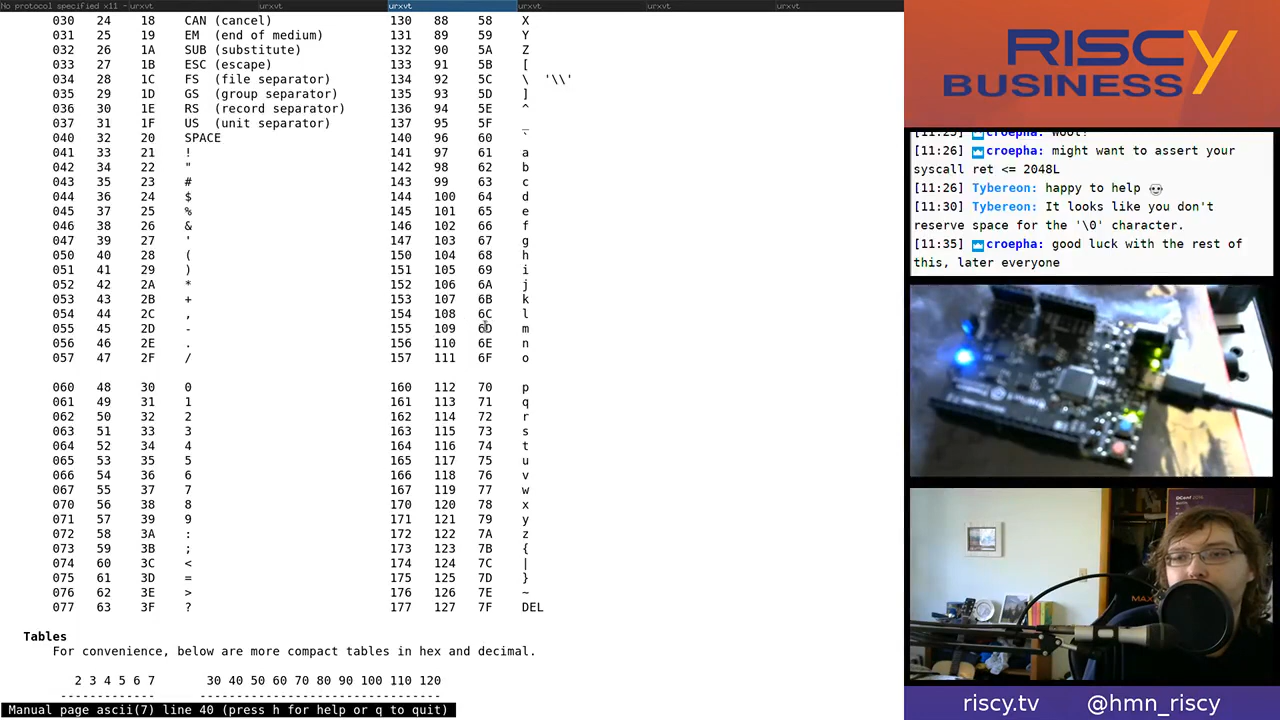 No protocol specified x11 - urxvt urxvt urxvt urxvt urxvt urxvt
030 24 18 CAN (cancel) 130 88 58 X
031 25 19 EM (end of medium) 131 89 59 Y
032 26 1A SUB (substitute) 132 90 5A Z
033 27 1B ESC (escape) 133 91 5B [
034 28 1C FS (file separator) 134 92 5C \ '\\'
035 29 1D GS (group separator) 135 93 5D ]
036 30 1E RS (record separator) 136 94 5E ^
037 31 1F US (unit separator) 137 95 5F _
040 32 20 SPACE 140 96 60 `
041 33 21 ! 141 97 61 a
042 34 22 " 142 98 62 b
043 35 23 # 143 99 63 c
044 36 24 $ 144 100 64 d
045 37 25 % 145 101 65 e
046 38 26 & 146 102 66 f
047 39 27 ' 147 103 67 g
050 40 28 ( 150 104 68 h
051 41 29 ) 151 105 69 i
052 42 2A * 152 106 6A j
053 43 2B + 153 107 6B k
054 44 2C , 154 108 6C l
055 45 2D - 155 109 6D m
056 46 2E . 156 110 6E n
057 47 2F / 157 111 6F o
060 48 30 0 160 112 70 p
061 49 31 1 161 113 71 q
062 50 32 2 162 114 72 r
063 51 33 3 163 115 73 s
064 52 34 4 164 116 74 t
065 53 35 5 165 117 75 u
066 54 36 6 166 118 76 v
067 55 37 7 167 119 77 w
070 56 38 8 170 120 78 x
071 57 39 9 171 121 79 y
072 58 3A : 172 122 7A z
073 59 3B ; 173 123 7B {
074 60 3C < 174 124 7C |
075 61 3D = 175 125 7D }
076 62 3E > 176 126 7E ~
077 63 3F ? 177 127 7F DEL
Tables
For convenience, below are more compact tables in hex and decimal.
2 3 4 5 6 7 30 40 50 60 70 80 90 100 110 120
------------- ---------------------------------
Manual page ascii(7) line 40 (press h for help or q to quit)
RISCY
BUSINESS
[11:25] croepha: woot!
[11:26] croepha: might want to assert your
syscall ret <= 2048L
[11:26] Tybereon: happy to help
[11:30] Tybereon: It looks like you don't
reserve space for the '\0' character.
[11:35] croepha: good luck with the rest of
this, later everyone
riscy.tv @hmn_riscy